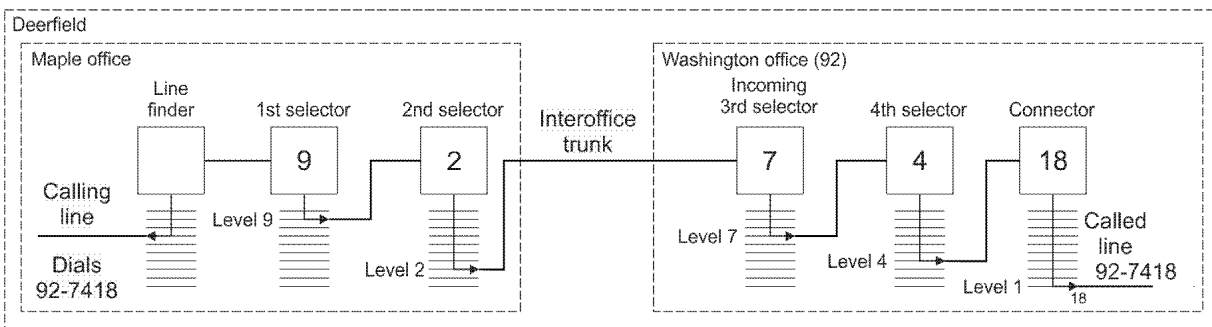 Deerfield
Maple office
Line
finder
1st selector
2nd selector
9
2
Calling
line
Dials
92-7418
Level 9
Level 2
Interoffice
trunk
Washington office (92)
Incoming
3rd selector
4th selector
Connector
7
4
18
Level 7
Level 4
Level 1
18
Called
line
92-7418